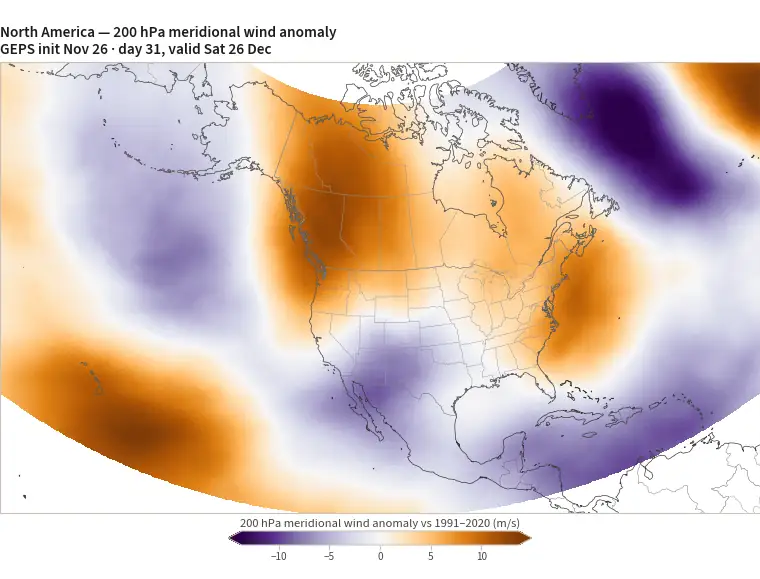 North America — 200 hPa meridional wind anomaly
GEPS init Nov 26 · day 31, valid Sat 26 Dec
200 hPa meridional wind anomaly vs 1991–2020 (m/s)
−10 −5 0 5 10